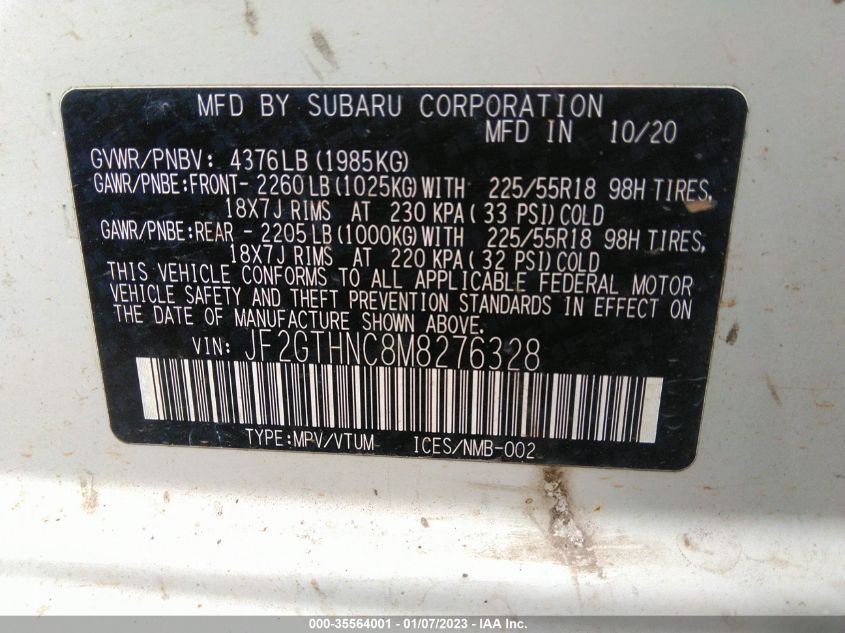 MFD BY SUBARU CORPORATION
MFD IN 10/20
GVWR/PNBV: 4376LB (1985KG)
GAWR/PNBE:FRONT- 2260 LB (1025KG) WITH 225/55R18 98H TIRES,
18X7J RIMS AT 230 KPA ( 33 PSI) COLD
GAWR/PNBE:REAR - 2205 LB (1000KG) WITH 225/55R18 98H TIRES,
18X7J RIMS AT 220 KPA ( 32 PSI) COLD
THIS VEHICLE CONFORMS TO ALL APPLICABLE FEDERAL MOTOR
VEHICLE SAFETY AND THEFT PREVENTION STANDARDS IN EFFECT ON
THE DATE OF MANUFACTURE SHOWN ABOVE.
VIN: JF2GTHNC8M8276328
TYPE:MPV/VTUM ICES/NMB-002
000-35564001 - 01/07/2023 - IAA Inc.